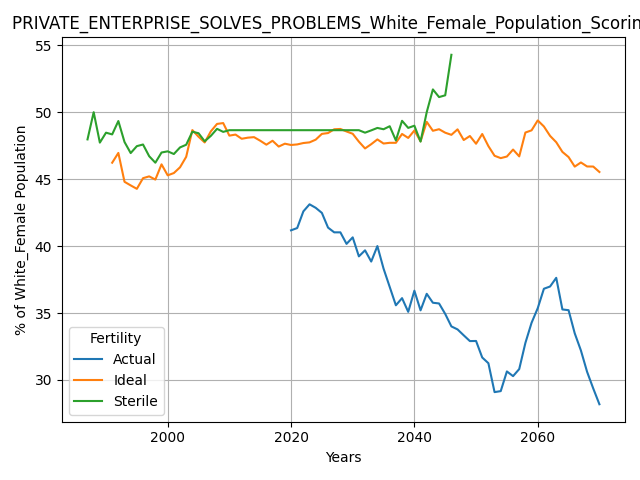 PRIVATE_ENTERPRISE_SOLVES_PROBLEMS_White_Female_Population_Scorin
% of White_Female Population
55
50
45
40
35
30
Fertility
Actual
Ideal
Sterile
2000
2020
2040
2060
Years